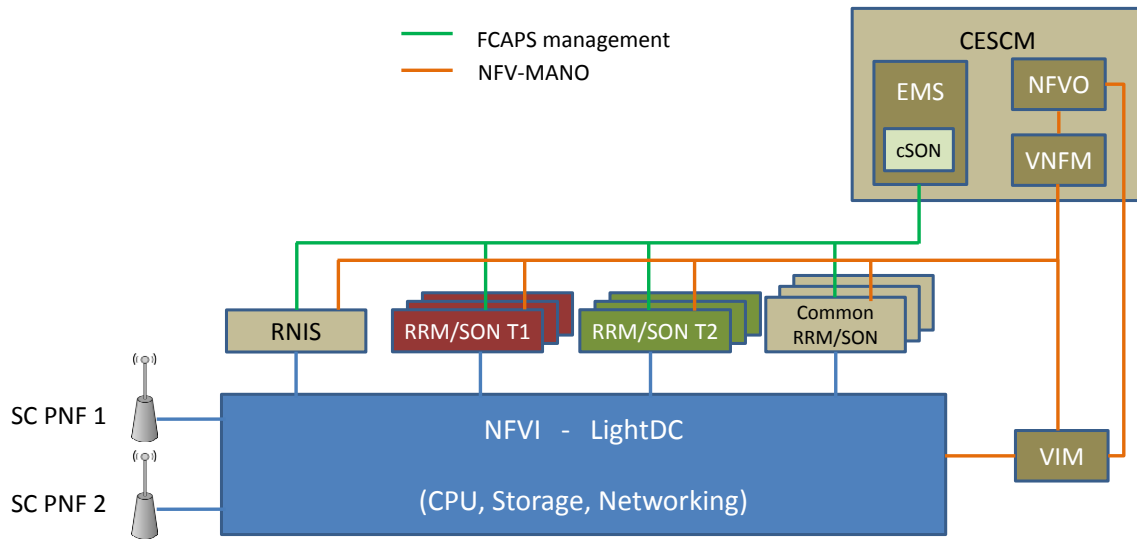 FCAPS management
NFV-MANO
CESCM
EMS
cSON
NFVO
VNFM
RNIS
RRM/SON T1
RRM/SON T2
Common
RRM/SON
SC PNF 1
SC PNF 2
NFVI - LightDC
(CPU, Storage, Networking)
VIM